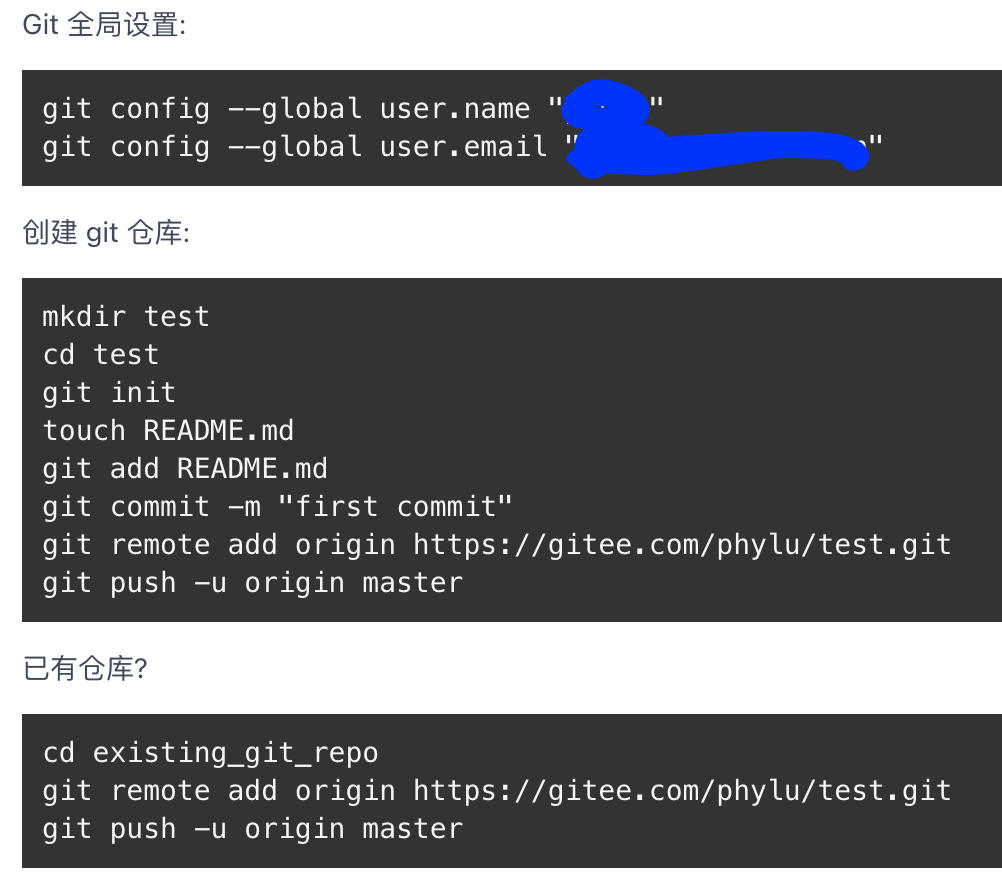 Git 全局设置:
git config --global user.name ""
git config --global user.email ""
创建 git 仓库:
mkdir test
cd test
git init
touch README.md
git add README.md
git commit -m "first commit"
git remote add origin https://gitee.com/phylu/test.git
git push -u origin master
已有仓库?
cd existing_git_repo
git remote add origin https://gitee.com/phylu/test.git
git push -u origin master